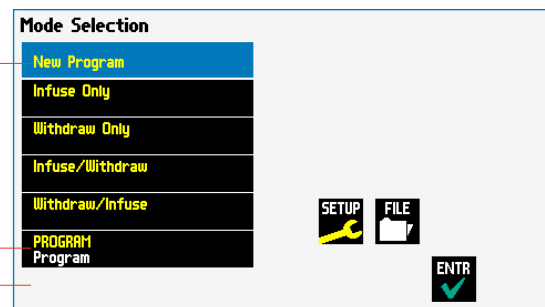 Mode Selection
New Program
Infuse Only
Withdraw Only
Infuse/Withdraw
Withdraw/Infuse
PROGRAM
Program
SETUP
FILE
ENTR